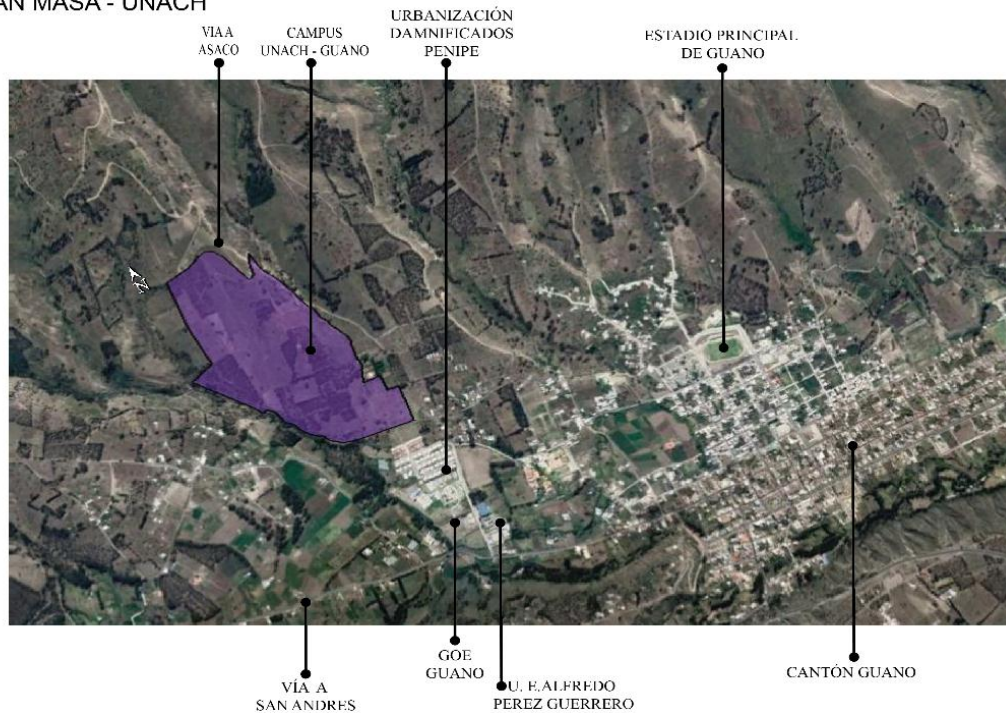 AN MASA - UNACH
VIA A
ASACO
CAMPUS
UNACH - GUANO
URBANIZACIÓN
DAMNIFICADOS
PENIPE
ESTADIO PRINCIPAL
DE GUANO
N
VÍA A
SAN ANDRES
GOE
GUANO
U. E.ALFREDO
PEREZ GUERRERO
CANTÓN GUANO